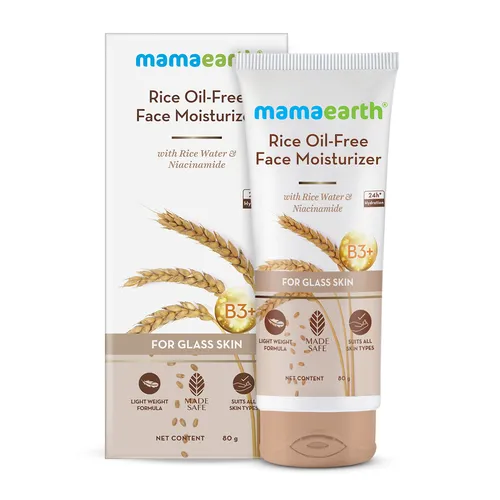 mamaearth
Rice Oil-Free
Face Moisturizer
with Rice Water &
Niacinamide
B3+
FOR GLASS SKIN
LIGHT WEIGHT
FORMULA
MADE
SAFE
SUITS ALL
SKIN TYPES
NET CONTENT 80 g
mamaearth®
Rice Oil-Free
Face Moisturizer
with Rice Water &
Niacinamide
24h*
Hydration
B3+
FOR GLASS SKIN
LIGHT WEIGHT
FORMULA
MADE
SAFE
SUITS ALL
SKIN TYPES
NET CONTENT 80 g